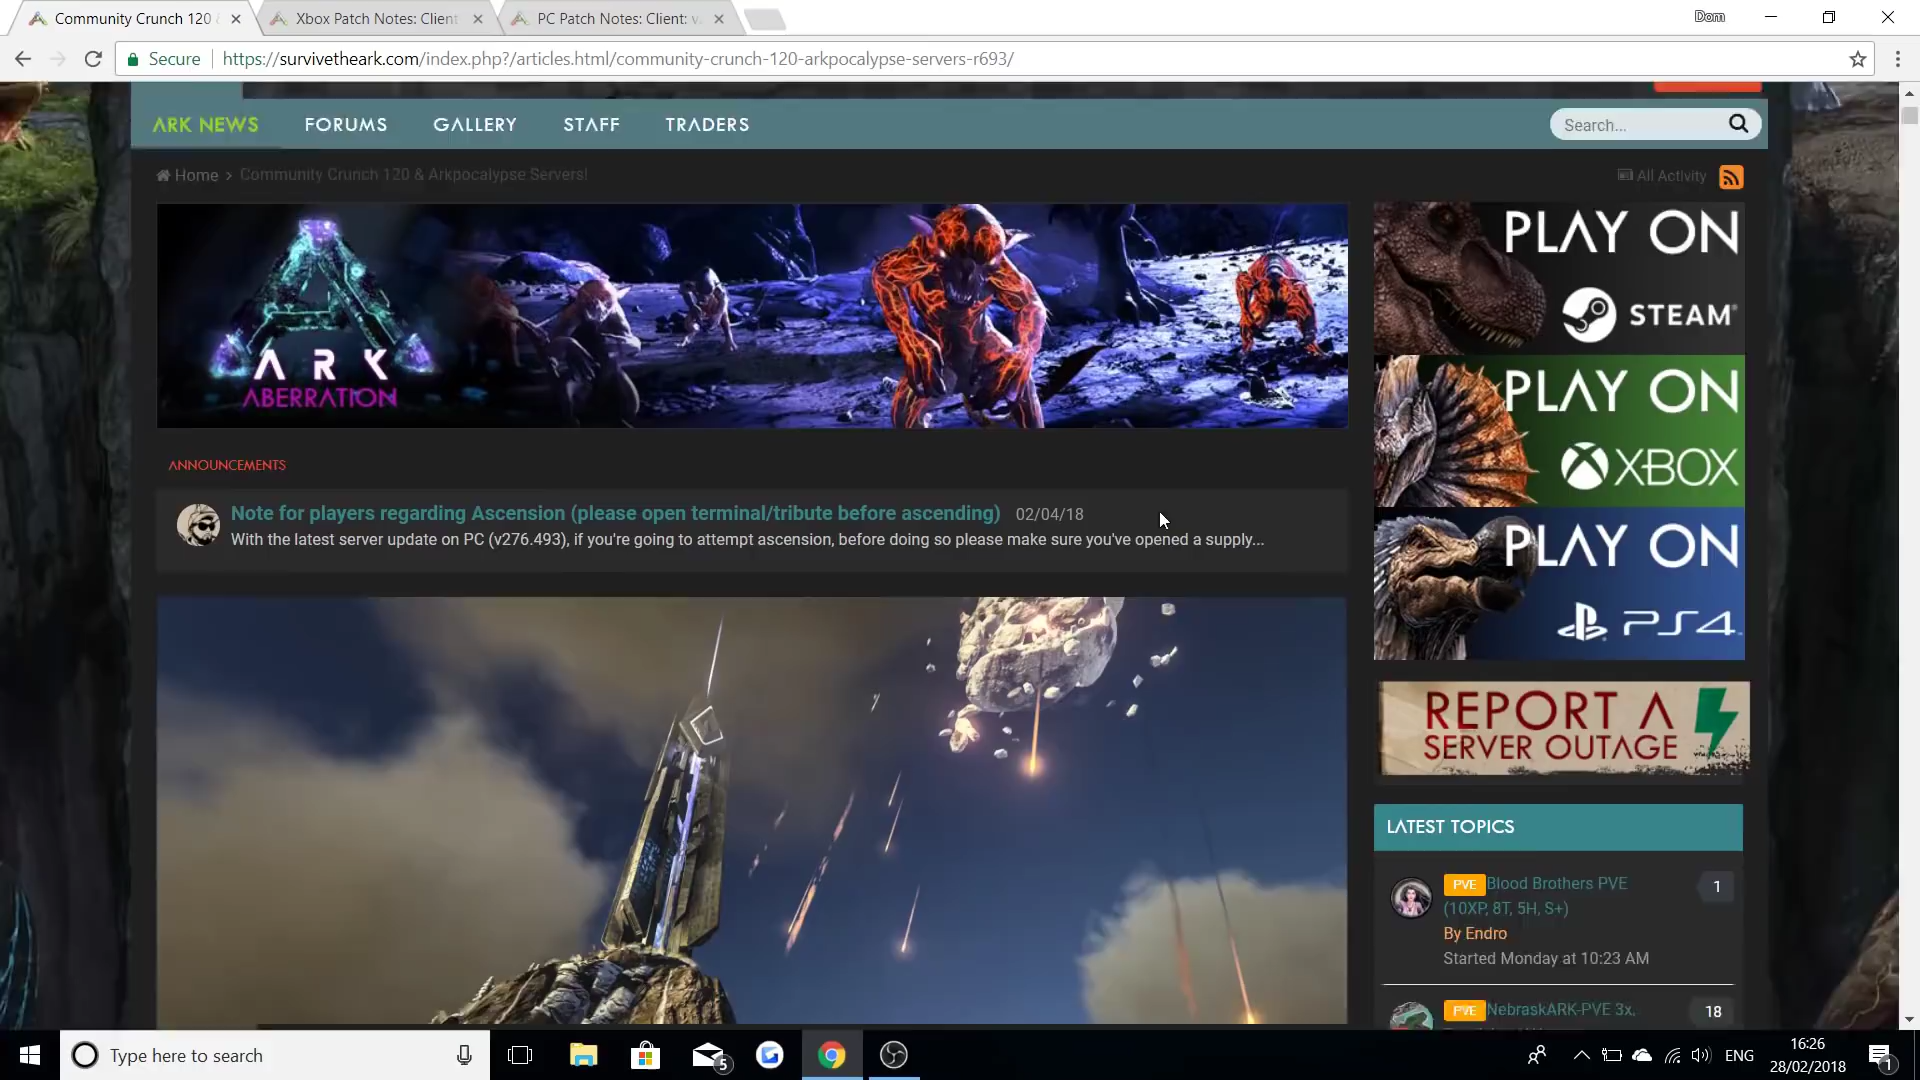 Community Crunch 120
Xbox Patch Notes: Client
PC Patch Notes: Client: v
Dom
Secure
https://survivetheark.com/index.php?/articles.html/community-crunch-120-arkpocalypse-servers-r693/
ARK NEWS
FORUMS
GALLERY
STAFF
TRADERS
Search...
Home > Community Crunch 120 & Arkpocalypse Servers!
All Activity
ARK
ABERRATION
PLAY ON
STEAM
PLAY ON
XBOX
PLAY ON
PS4
ANNOUNCEMENTS
Note for players regarding Ascension (please open terminal/tribute before ascending) 02/04/18
With the latest server update on PC (v276.493), if you're going to attempt ascension, before doing so please make sure you've opened a supply...
REPORT A
SERVER OUTAGE
LATEST TOPICS
PVE Blood Brothers PVE
(10XP, 8T, 5H, S+)
1
By Endro
Started Monday at 10:23 AM
PVE NebraskARK-PVE 3x,
18
Type here to search
5
ENG
16:26
28/02/2018
1